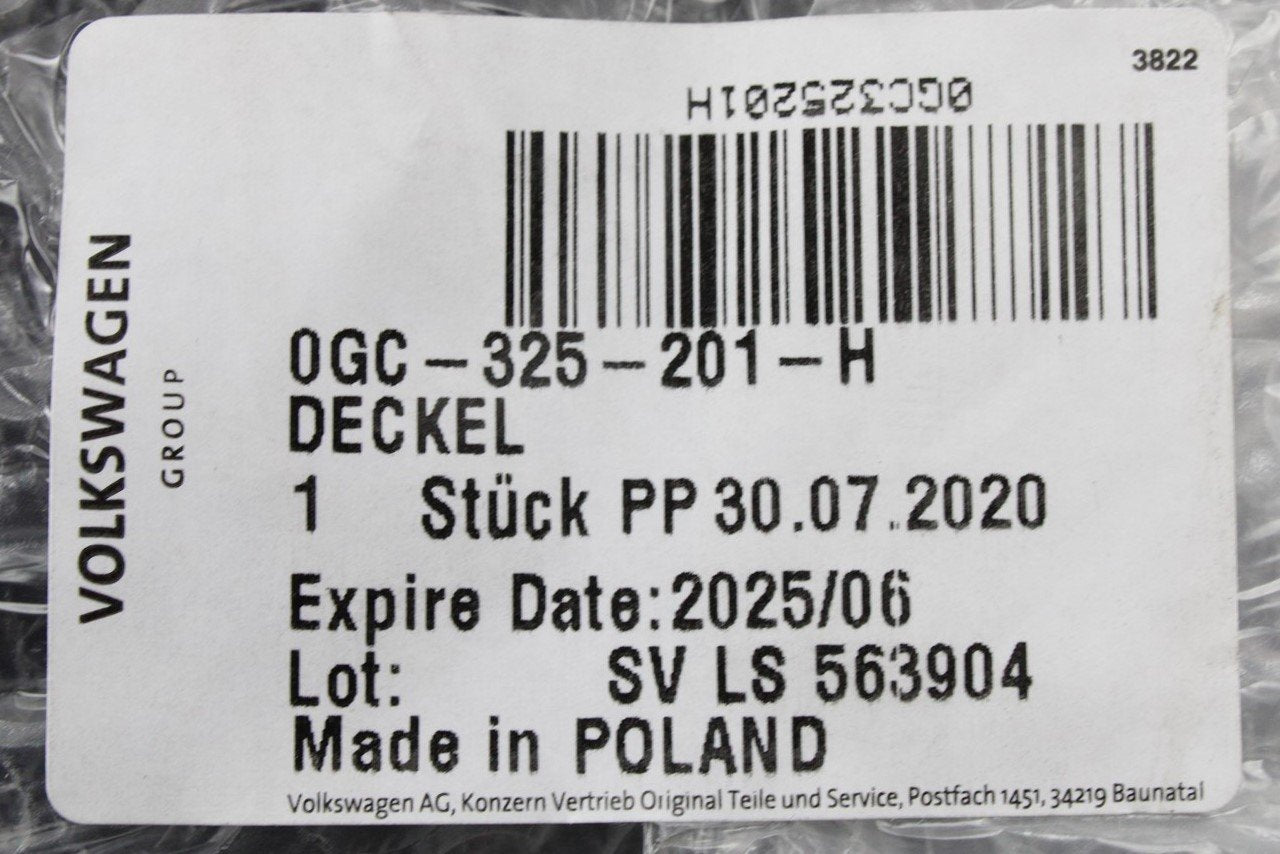 3822
0GC325201H
VOLKSWAGEN
GROUP
0GC-325-201-H
DECKEL
1 Stück PP 30.07.2020
Expire Date:2025/06
Lot: SV LS 563904
Made in POLAND
Volkswagen AG, Konzern Vertrieb Original Teile und Service, Postfach 1451, 34219 Baunatal